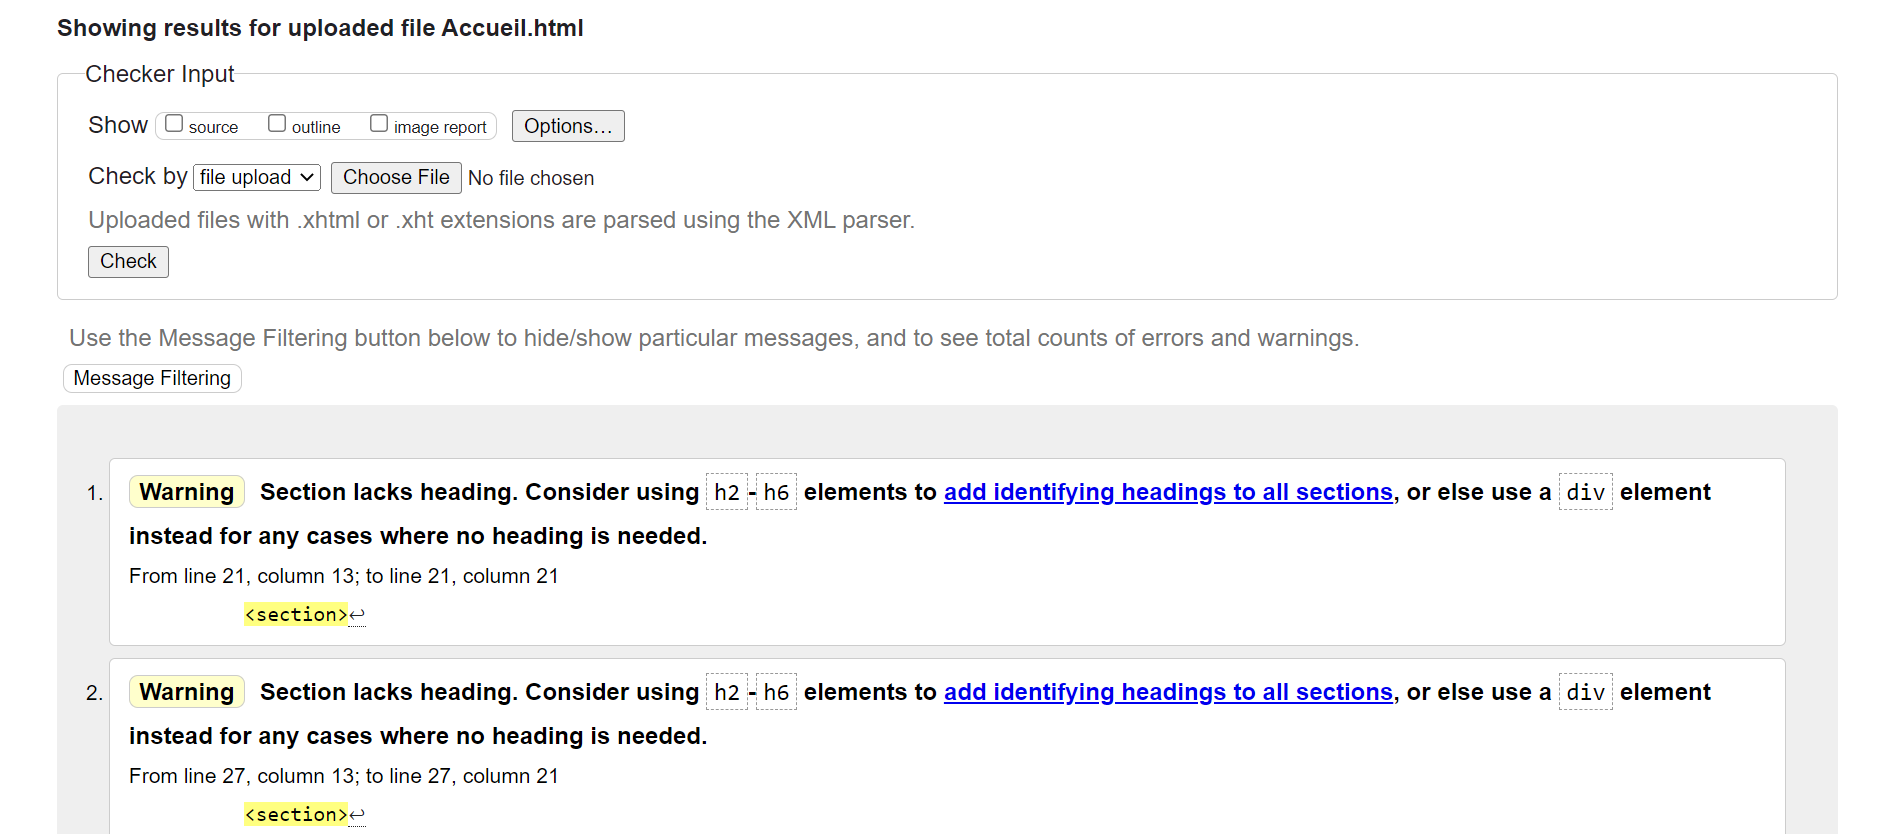 Showing results for uploaded file Accueil.html
Checker Input
Show source outline image report Options...
Check by file upload Choose File No file chosen
Uploaded files with .xhtml or .xht extensions are parsed using the XML parser.
Check
Use the Message Filtering button below to hide/show particular messages, and to see total counts of errors and warnings.
Message Filtering
1. Warning Section lacks heading. Consider using h2-h6 elements to add identifying headings to all sections, or else use a div element
instead for any cases where no heading is needed.
From line 21, column 13; to line 21, column 21
<section>↩
2. Warning Section lacks heading. Consider using h2-h6 elements to add identifying headings to all sections, or else use a div element
instead for any cases where no heading is needed.
From line 27, column 13; to line 27, column 21
<section>↩